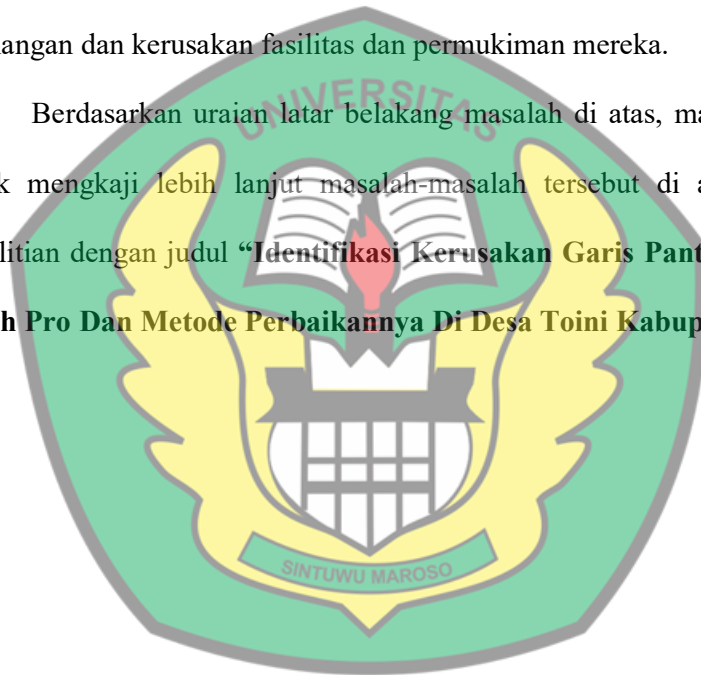 angan dan kerusakan fasilitas dan permukiman mereka.
Berdasarkan uraian latar belakang masalah di atas, ma
k mengkaji lebih lanjut masalah-masalah tersebut di a
litian dengan judul “Identifikasi Kerusakan Garis Pant
h Pro Dan Metode Perbaikannya Di Desa Toini Kabup
UNIVERSITAS
SINTUWU MAROSO